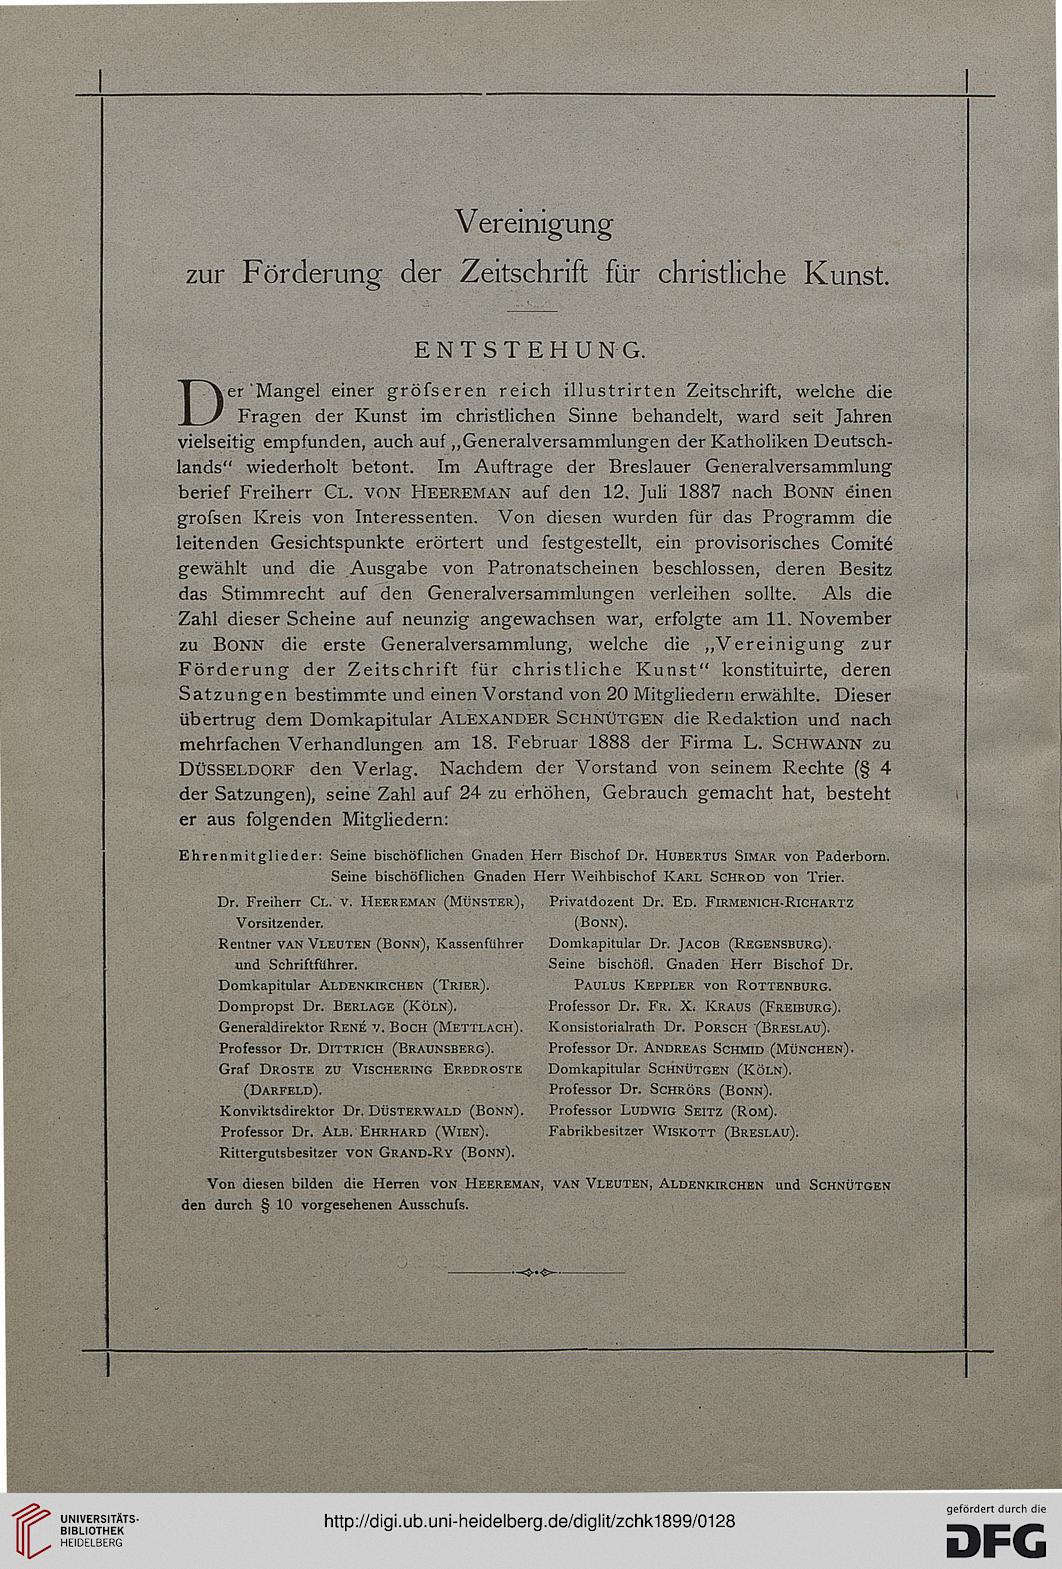 Vereinigung
zur Förderung der Zeitschrift für christliche Kunst.
ENTSTEHUNG.
Der Mangel einer gröfseren reich illustrirten Zeitschrift, welche die
Fragen der Kunst im christlichen Sinne behandelt, ward seit Jahren
vielseitig empfunden, auch auf „Generalversammlungen der Katholiken Deutsch-
lands“ wiederholt betont. Im Auftrage der Breslauer Generalversammlung
berief Freiherr CL. VON HEEREMAN auf den 12. Juli 1887 nach BONN einen
grofsen Kreis von Interessenten. Von diesen wurden für das Programm die
leitenden Gesichtspunkte erörtert und festgestellt, ein provisorisches Comité
gewählt und die Ausgabe von Patronatscheinen beschlossen, deren Besitz
das Stimmrecht auf den Generalversammlungen verleihen sollte. Als die
Zahl dieser Scheine auf neunzig angewachsen war, erfolgte am 11. November
zu BONN die erste Generalversammlung, welche die „Vereinigung zur
Förderung der Zeitschrift für christliche Kunst“ konstituirte, deren
Satzungen bestimmte und einen Vorstand von 20 Mitgliedern erwählte. Dieser
übertrug dem Domkapitular ALEXANDER SCHNÜTGEN die Redaktion und nach
mehrfachen Verhandlungen am 18. Februar 1888 der Firma L. SCHWANN zu
DÜSSELDORF den Verlag. Nachdem der Vorstand von seinem Rechte (§ 4
der Satzungen), seine Zahl auf 24 zu erhöhen, Gebrauch gemacht hat, besteht
er aus folgenden Mitgliedern:
Ehrenmitglieder: Seine bischöflichen Gnaden Herr Bischof Dr. HUBERTUS SIMAR von Paderborn.
Seine bischöflichen Gnaden Herr Weihbischof KARL SCHROD von Trier.
Dr. Freiherr CL. V. HEEREMAN (MÜNSTER),
Vorsitzender.
Rentner VAN VLEUTEN (BONN), Kassenführer
und Schriftführer.
Domkapitular ALDENKIRCHEN (TRIER).
Dompropst Dr. BERLAGE (KÖLN).
Generaldirektor RENÉ V. BOCH (METTLACH).
Professor Dr. DITTRICH (BRAUNSBERG).
Graf DROSTE ZU VISCHERING ERBDROSTE
(DARFELD).
Konviktsdirektor Dr. DÜSTERWALD (BONN).
Professor Dr. ALB. EHRHARD (WIEN).
Rittergutsbesitzer VON GRAND-RY (BONN).
Privatdozent Dr. ED. FIRMENICH-RICHARTZ
(BONN).
Domkapitular Dr. JACOB (REGENSBURG).
Seine bischöfl. Gnaden Herr Bischof Dr.
PAULUS KEPPLER von ROTTENBURG.
Professor Dr. FR. X. KRAUS (FREIBURG).
Konsistorialrath Dr. PORSCH (BRESLAU).
Professor Dr. ANDREAS SCHMID (MÜNCHEN).
Domkapitular SCHNÜTGEN (KÖLN).
Professor Dr. SCHRÖRS (BONN).
Professor LUDWIG SEITZ (ROM).
Fabrikbesitzer WISKOTT (BRESLAU).
Von diesen bilden die Herren VON HEEREMAN, VAN VLEUTEN, ALDENKIRCHEN und SCHNÜTGEN
den durch § 10 vorgesehenen Ausschufs.
UNIVERSITÄTS-
BIBLIOTHEK
HEIDELBERG
http://digi.ub.uni-heidelberg.de/diglit/zchk1899/0128
gefördert durch die
DFG